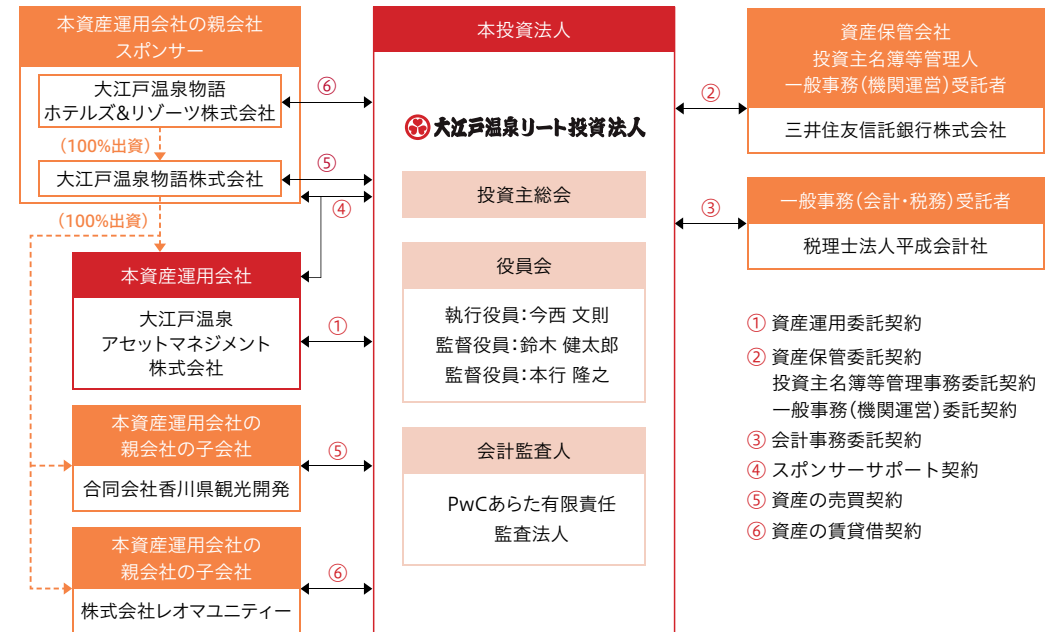 本資産運用会社の親会社
スポンサー
大江戸温泉物語
ホテルズ&リゾーツ株式会社
(100%出資)
大江戸温泉物語株式会社
(100%出資)
本資産運用会社
大江戸温泉
アセットマネジメント
株式会社
本資産運用会社の
親会社の子会社
合同会社香川県観光開発
本資産運用会社の
親会社の子会社
株式会社レオマユニティー
⑥
⑤
④
①
⑤
⑥
本投資法人
大江戸温泉リート投資法人
投資主総会
役員会
執行役員：今西 文則
監督役員：鈴木 健太郎
監督役員：本行 隆之
会計監査人
PwCあらた有限責任
監査法人
②
③
資産保管会社
投資主名簿等管理人
一般事務(機関運営)受託者
三井住友信託銀行株式会社
一般事務(会計・税務)受託者
税理士法人平成会計社
① 資産運用委託契約
② 資産保管委託契約
投資主名簿等管理事務委託契約
一般事務(機関運営)委託契約
③ 会計事務委託契約
④ スポンサーサポート契約
⑤ 資産の売買契約
⑥ 資産の賃貸借契約